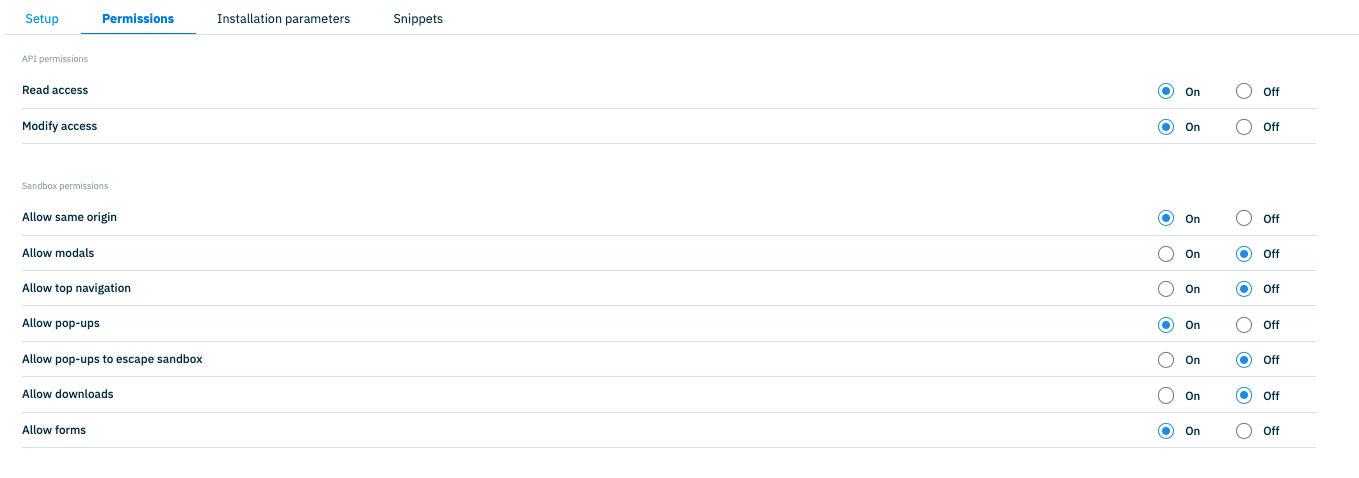 Setup Permissions Installation parameters Snippets
API permissions
Read access On Off
Modify access On Off
Sandbox permissions
Allow same origin On Off
Allow modals On Off
Allow top navigation On Off
Allow pop-ups On Off
Allow pop-ups to escape sandbox On Off
Allow downloads On Off
Allow forms On Off